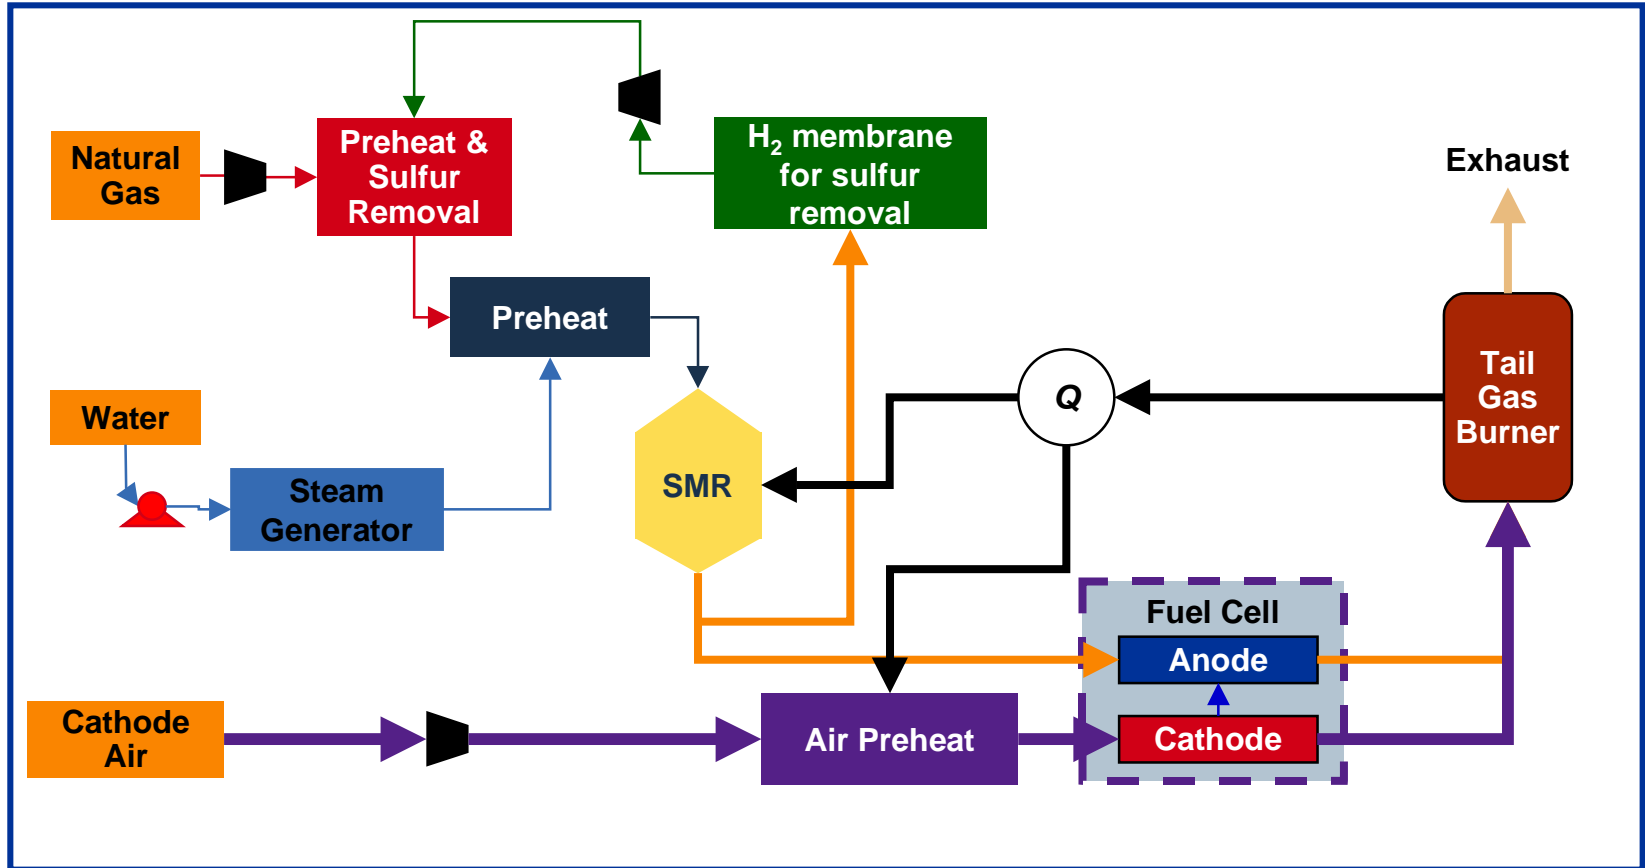 Natural
Gas
Preheat &
Sulfur
Removal
H₂ membrane
for sulfur
removal
Exhaust
Preheat
Tail
Gas
Burner
Q
Water
SMR
Steam
Generator
Fuel Cell
Anode
Cathode
Air
Air Preheat
Cathode